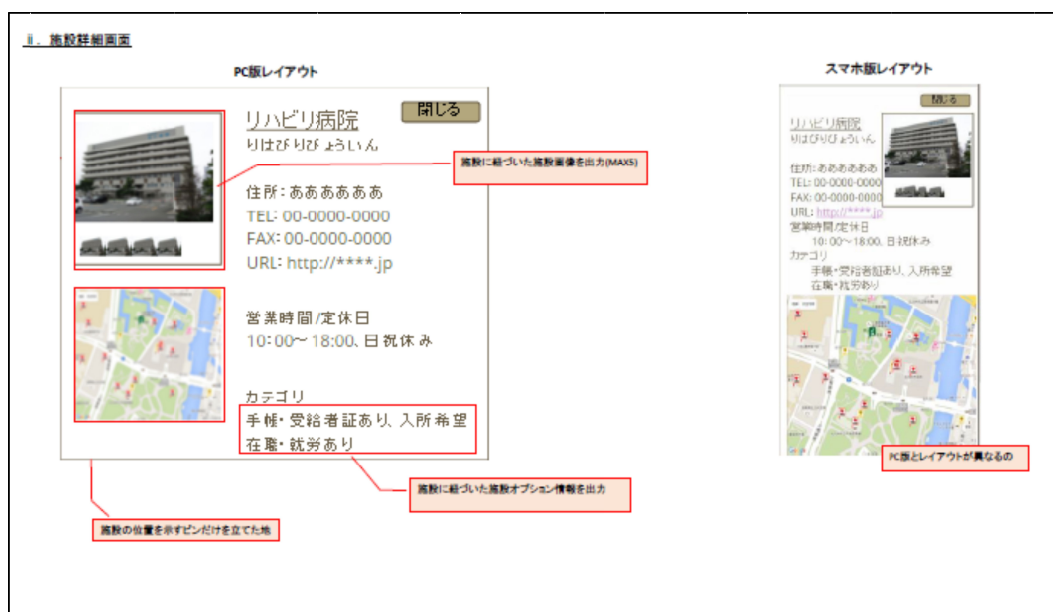 ⅱ. 施設詳細画面
PC版レイアウト
閉じる
リハビリ病院
りはびりびょういん
施設に紐づいた施設画像を出力(MAX5)
住所：ああああああ
TEL: 00-0000-0000
FAX: 00-0000-0000
URL: http://****.jp
営業時間/定休日
10：00～18:00、日祝休み
カテゴリ
手帳・受給者証あり、入所希望
在職・就労あり
施設に紐づいた施設オプション情報を出力
施設の位置を示すピンだけを立てた地
スマホ版レイアウト
閉じる
リハビリ病院
りはびりびょういん
住所：ああああああ
TEL: 00-0000-0000
FAX: 00-0000-0000
URL: http://****.jp
営業時間/定休日
10：00～18:00、日祝休み
カテゴリ
手帳・受給者証あり、入所希望
在職・就労あり
PC版とレイアウトが異なるの